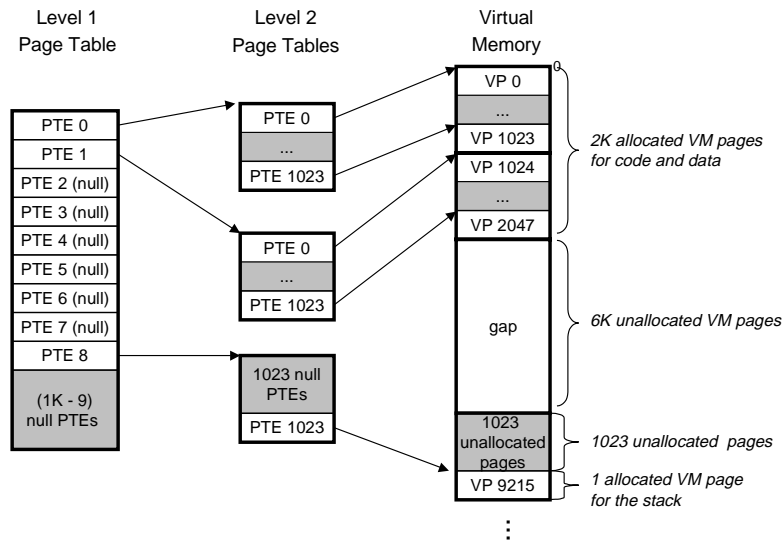 Level 1
Page Table
Level 2
Page Tables
Virtual
Memory
0
PTE 0
PTE 1
PTE 2 (null)
PTE 3 (null)
PTE 4 (null)
PTE 5 (null)
PTE 6 (null)
PTE 7 (null)
PTE 8
(1K - 9)
null PTEs
PTE 0
...
PTE 1023
PTE 0
...
PTE 1023
1023 null
PTEs
PTE 1023
VP 0
...
VP 1023
VP 1024
...
VP 2047
gap
1023
unallocated
pages
VP 9215
2K allocated VM pages
for code and data
6K unallocated VM pages
1023 unallocated pages
1 allocated VM page
for the stack
...